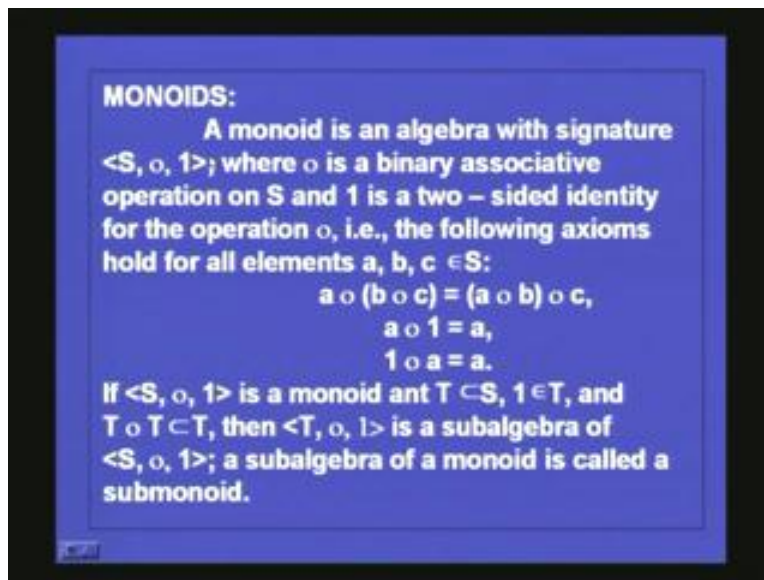 MONOIDS:
A monoid is an algebra with signature
<S, o, 1>; where o is a binary associative
operation on S and 1 is a two – sided identity
for the operation o, i.e., the following axioms
hold for all elements a, b, c ∈S:
a o (b o c) = (a o b) o c,
a o 1 = a,
1 o a = a.
If <S, o, 1> is a monoid ant T ⊂S, 1∈T, and
T o T⊂T, then <T, o, 1> is a subalgebra of
<S, o, 1>; a subalgebra of a monoid is called a
submonoid.